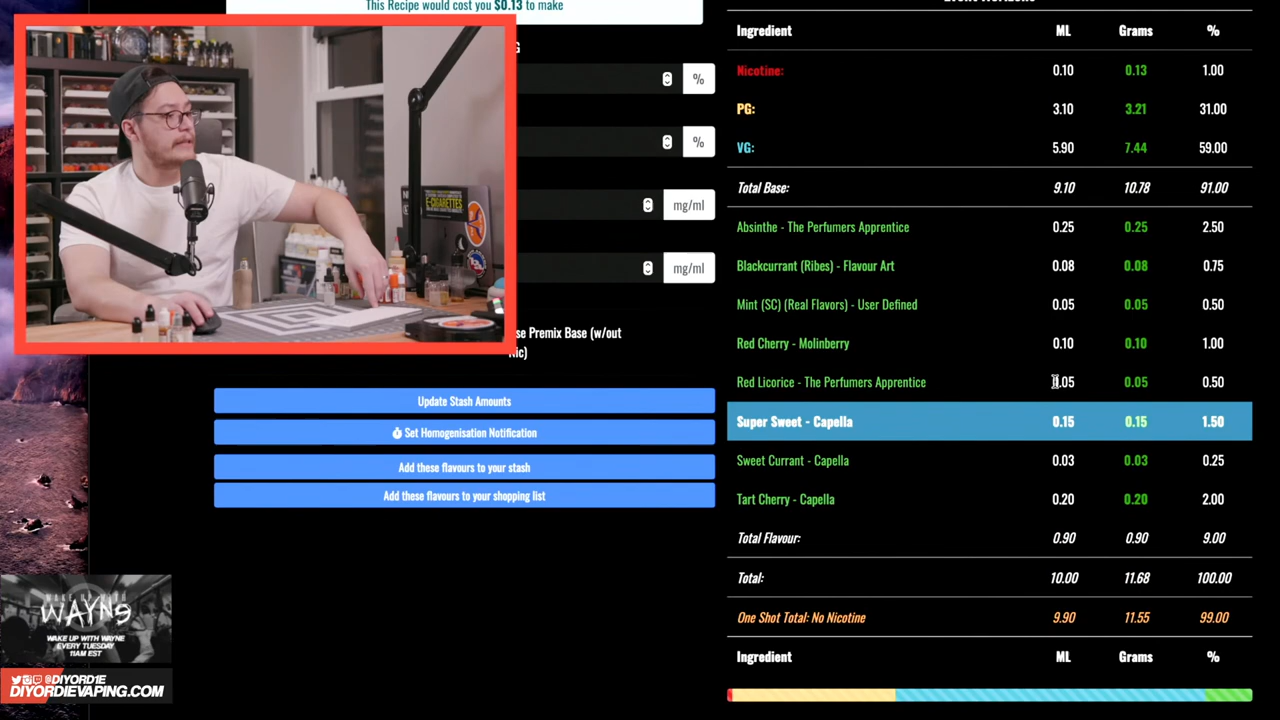 This Recipe would cost you $0.13 to make
G
%
%
mg/ml
mg/ml
se Premix Base (w/out
Nic)
Update Stash Amounts
Set Homogenisation Notification
Add these flavours to your stash
Add these flavours to your shopping list
Ingredient ML Grams %
Nicotine: 0.10 0.13 1.00
PG: 3.10 3.21 31.00
VG: 5.90 7.44 59.00
Total Base: 9.10 10.78 91.00
Absinthe - The Perfumers Apprentice 0.25 0.25 2.50
Blackcurrant (Ribes) - Flavour Art 0.08 0.08 0.75
Mint (SC) (Real Flavors) - User Defined 0.05 0.05 0.50
Red Cherry - Molinberry 0.10 0.10 1.00
Red Licorice - The Perfumers Apprentice 0.05 0.05 0.50
Super Sweet - Capella 0.15 0.15 1.50
Sweet Currant - Capella 0.03 0.03 0.25
Tart Cherry - Capella 0.20 0.20 2.00
Total Flavour: 0.90 0.90 9.00
Total: 10.00 11.68 100.00
One Shot Total: No Nicotine 9.90 11.55 99.00
Ingredient ML Grams %
E-CIGARETTES
WAKE UP WITH
WAYNE
WAKE UP WITH WAYNE
EVERY TUESDAY
11AM EST
@DIYORD1E
DIYORDIEVAPING.COM